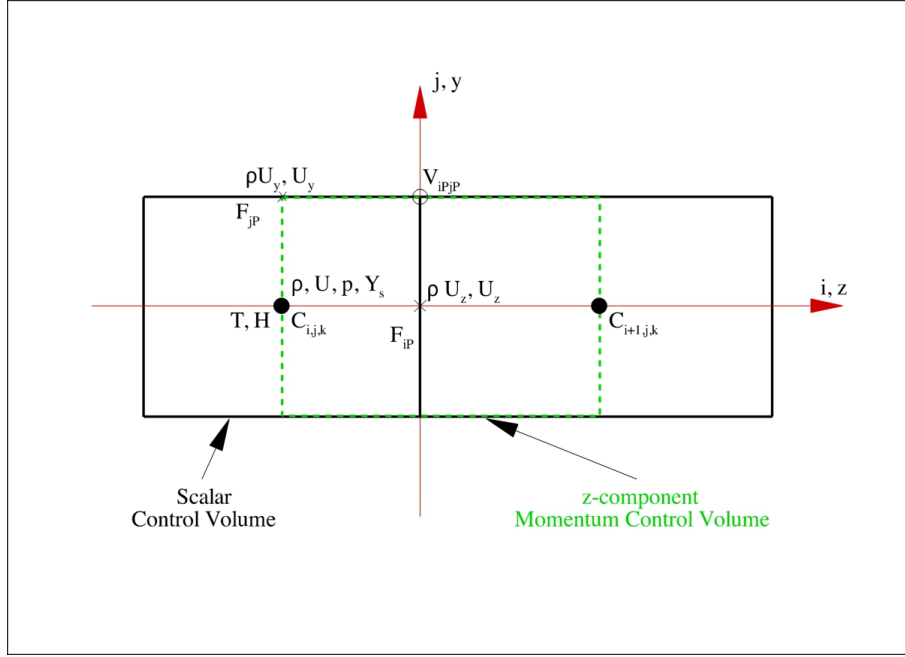 j, y
ρU_y, U_y
V_iPjP
F_jP
ρ, U, p, Y_s
ρ U_z, U_z
i, z
T, H
C_i,j,k
F_iP
C_i+1,j,k
Scalar
Control Volume
z-component
Momentum Control Volume